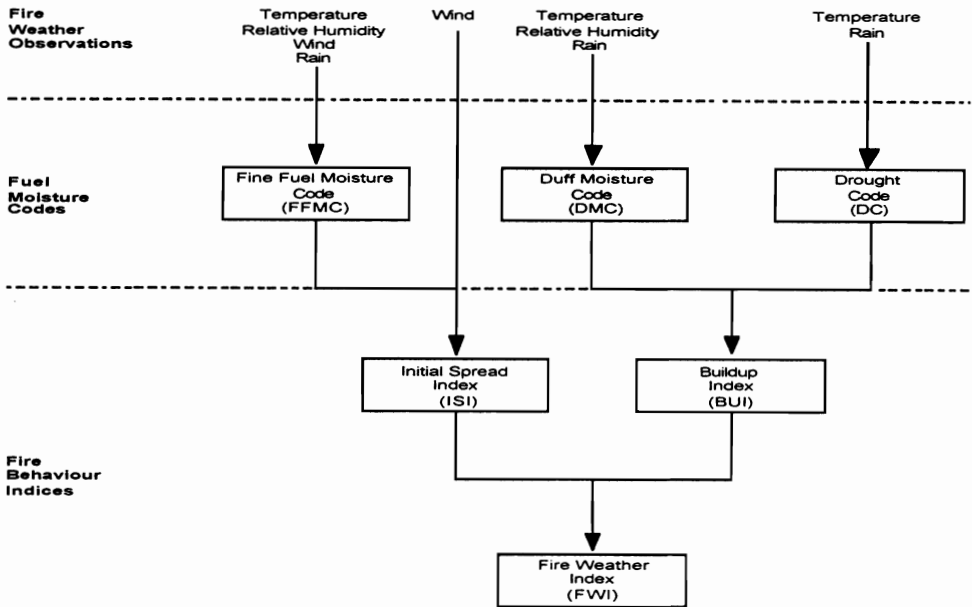 Fire
Weather
Observations
Temperature
Relative Humidity
Wind
Rain
Wind
Temperature
Relative Humidity
Rain
Temperature
Rain
Fuel
Moisture
Codes
Fine Fuel Moisture
Code
(FFMC)
Duff Moisture
Code
(DMC)
Drought
Code
(DC)
Fire
Behaviour
Indices
Initial Spread
Index
(ISI)
Buildup
Index
(BUI)
Fire Weather
Index
(FWI)